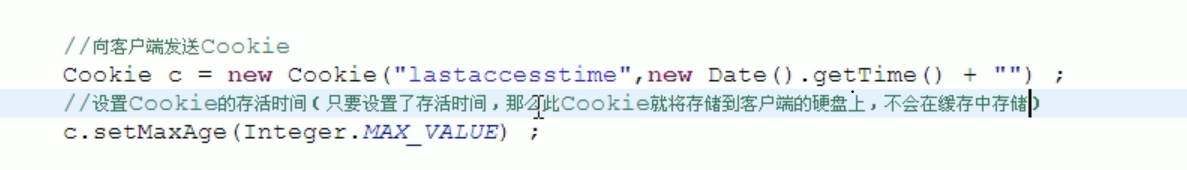 //向客户端发送Cookie
Cookie c = new Cookie("lastaccesstime",new Date().getTime() + "") ;
//设置Cookie的存活时间(只要设置了存活时间,那么此Cookie就将存储到客户端的硬盘上,不会在缓存中存储)
c.setMaxAge(Integer.MAX_VALUE) ;